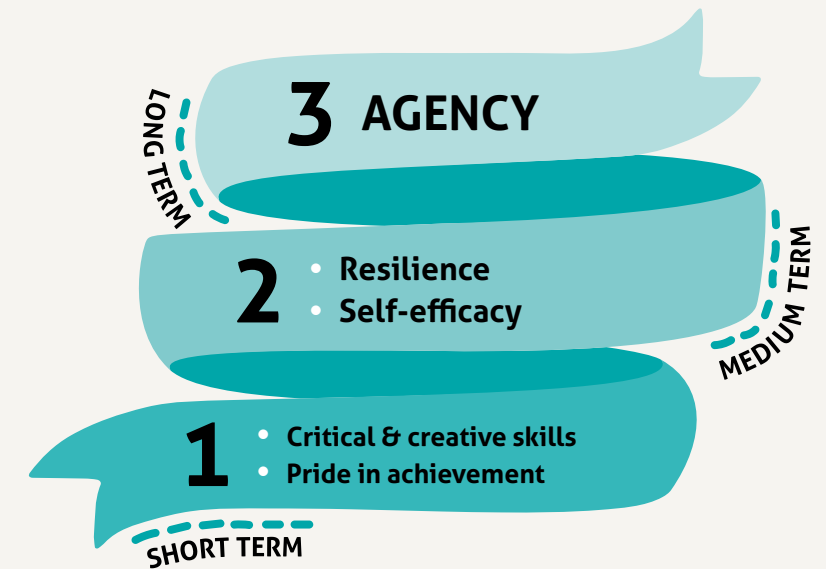 3 AGENCY
LONG TERM
2
• Resilience
• Self-efficacy
MEDIUM TERM
1
• Critical & creative skills
• Pride in achievement
SHORT TERM